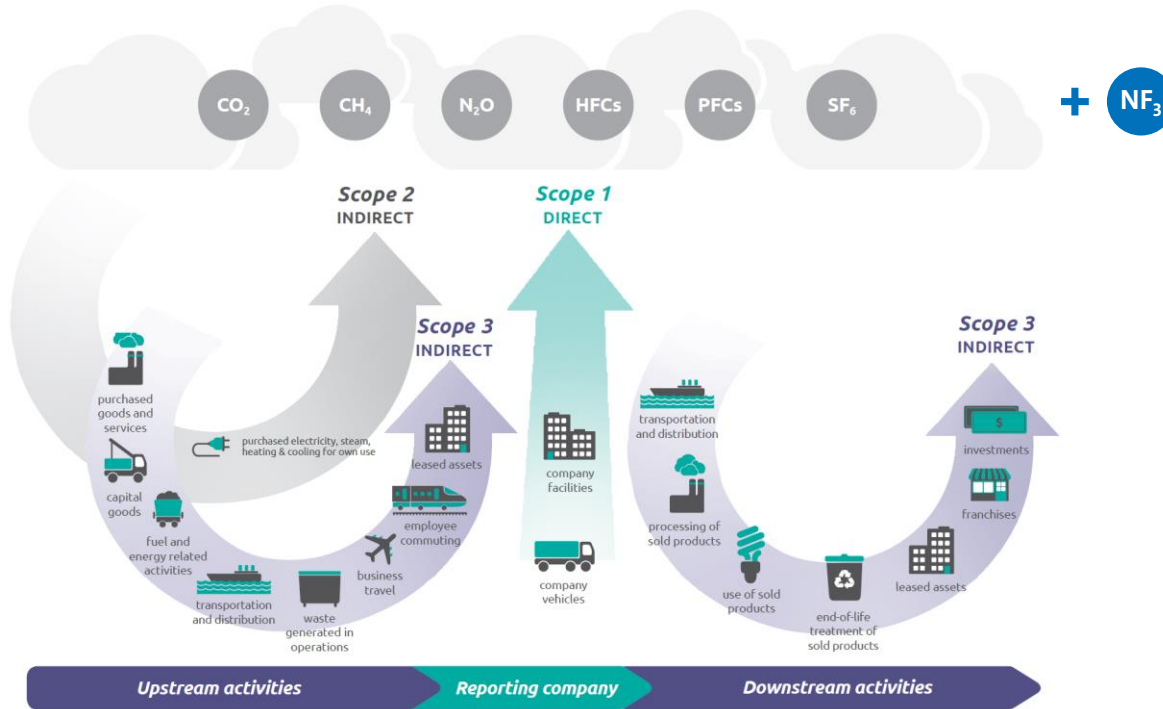 CO₂
CH₄
N₂O
HFCs
PFCs
SF₆
+
NF₃
Scope 2
INDIRECT
Scope 1
DIRECT
Scope 3
INDIRECT
Scope 3
INDIRECT
purchased
goods and
services
capital
goods
fuel and
energy related
activities
transportation
and distribution
waste
generated in
operations
business
travel
employee
commuting
leased assets
purchased electricity, steam,
heating & cooling for own use
company
facilities
company
vehicles
transportation
and distribution
processing of
sold products
use of sold
products
end-of-life
treatment of
sold products
leased assets
franchises
$
investments
Upstream activities
Reporting company
Downstream activities